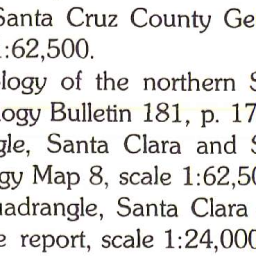 Santa Cruz County Ge
1:62,500.
logy of the northern S
ogy Bulletin 181, p. 17
gle, Santa Clara and S
gy Map 8, scale 1:62,50
uadrangle, Santa Clara
e report, scale 1:24,000